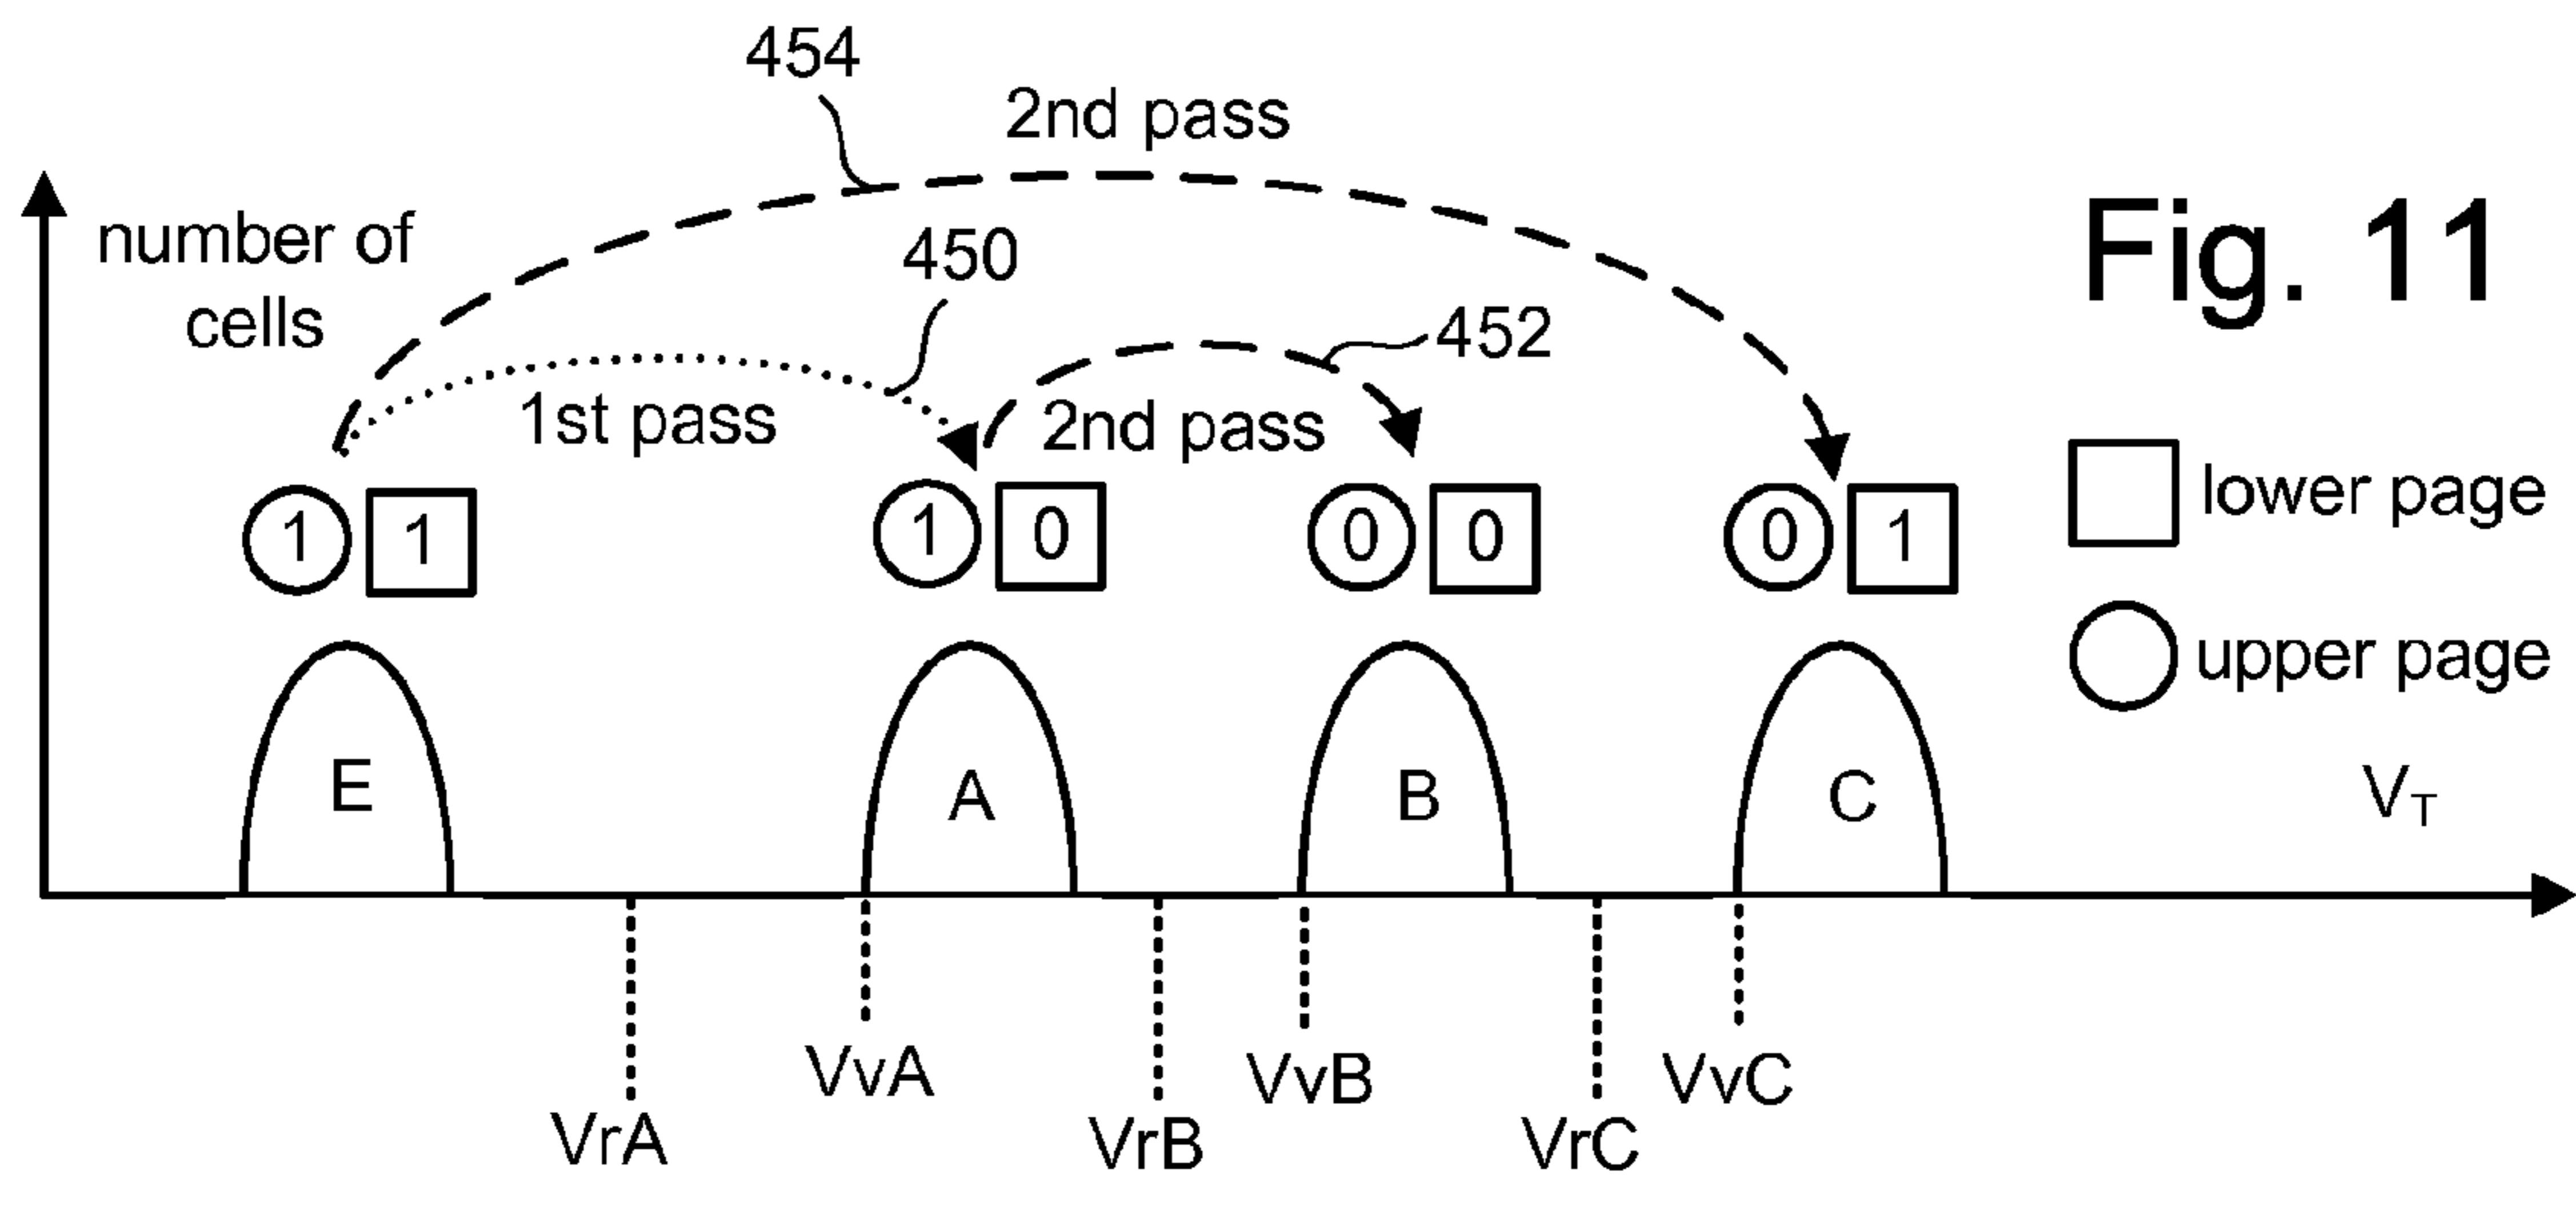 454
2nd pass
Fig. 11
number of
cells
450
452
1st pass
2nd pass
1 1
1 0
0 0
0 1
lower page
upper page
E
A
B
C
VT
VvA
VvB
VvC
VrA
VrB
VrC